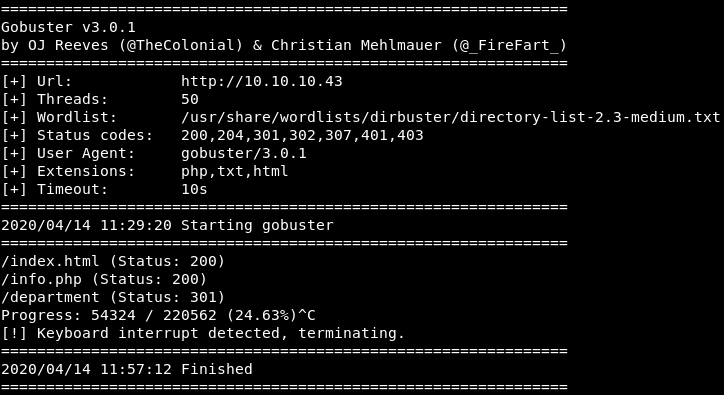 ===============================================================
Gobuster v3.0.1
by OJ Reeves (@TheColonial) & Christian Mehlmauer (@_FireFart_)
===============================================================
[+] Url:            http://10.10.10.43
[+] Threads:        50
[+] Wordlist:       /usr/share/wordlists/dirbuster/directory-list-2.3-medium.txt
[+] Status codes:   200,204,301,302,307,401,403
[+] User Agent:     gobuster/3.0.1
[+] Extensions:     php,txt,html
[+] Timeout:        10s
===============================================================
2020/04/14 11:29:20 Starting gobuster
===============================================================
/index.html (Status: 200)
/info.php (Status: 200)
/department (Status: 301)
Progress: 54324 / 220562 (24.63%)^C
[!] Keyboard interrupt detected, terminating.
===============================================================
2020/04/14 11:57:12 Finished
===============================================================